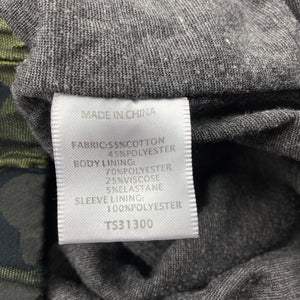 MADE IN CHINA
FABRIC: 55%COTTON
45%POLYESTER
BODY LINING:
70%POLYESTER
25%VISCOSE
5%ELASTANE
SLEEVE LINING:
100%POLYESTER
TS31300